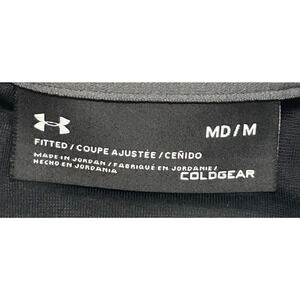 MD/M
FITTED/COUPE AJUSTÉE/CEÑIDO
MADE IN JORDAN/FABRIQUÉ EN JORDANIE/
HECHO EN JORDANIA
COLDGEAR